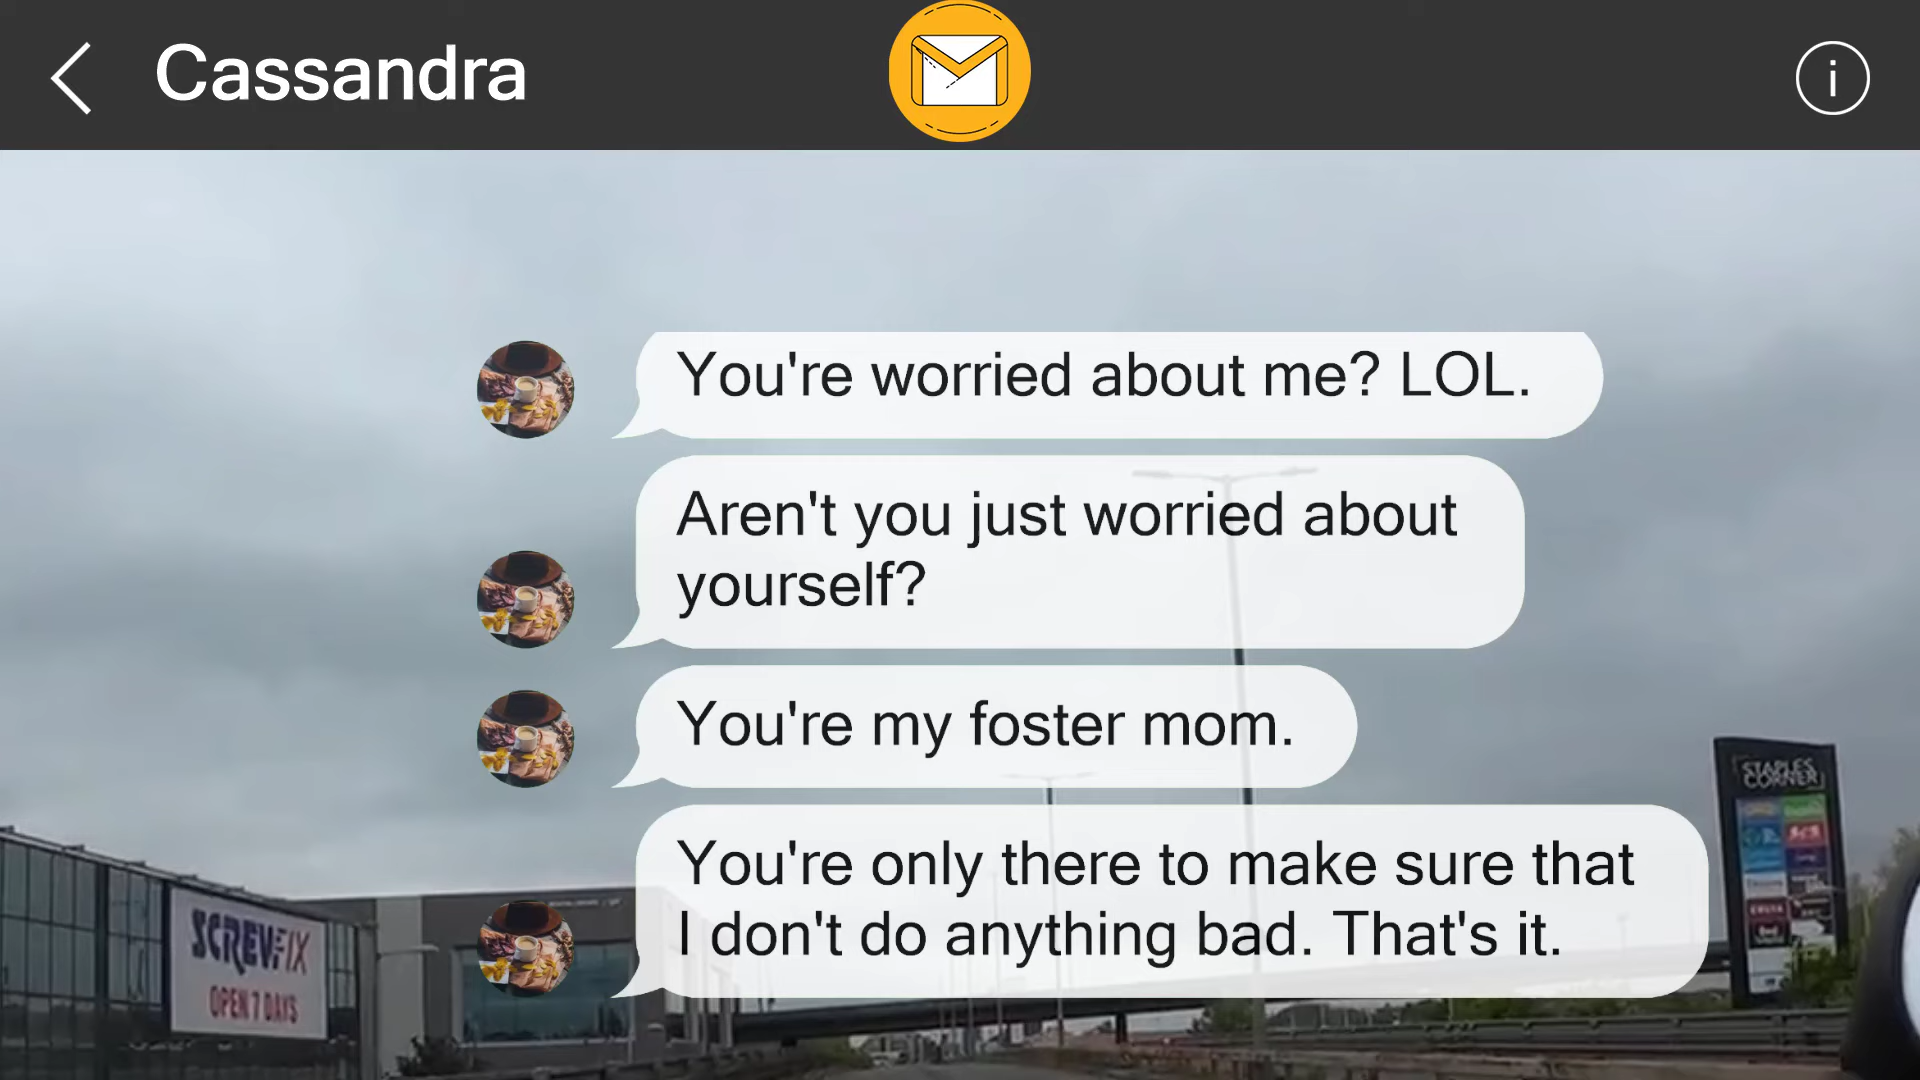 Cassandra
i
You're worried about me? LOL.
Aren't you just worried about
yourself?
You're my foster mom.
You're only there to make sure that
I don't do anything bad. That's it.
STAPLES
CORNER
SCREWFIX
OPEN 7 DAYS